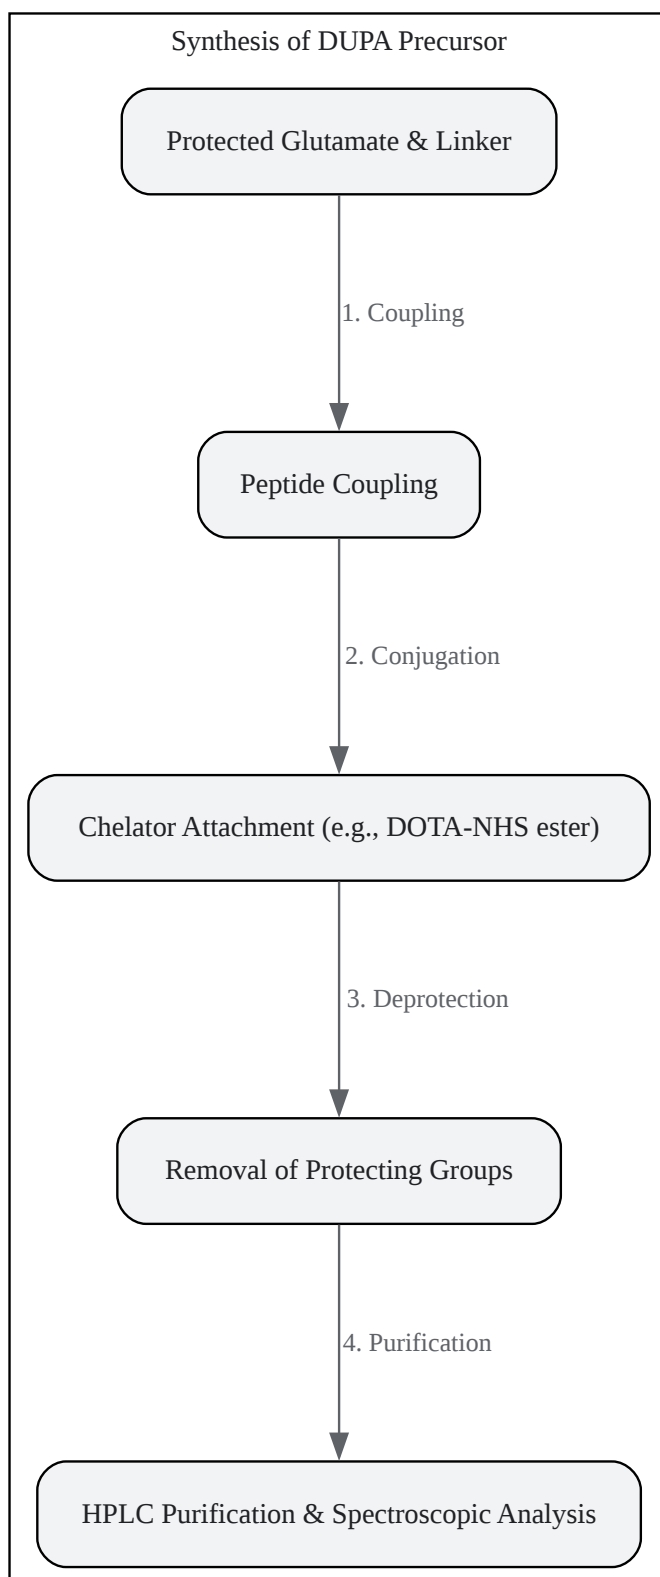 Synthesis of DUPA Precursor
Protected Glutamate & Linker
1. Coupling
Peptide Coupling
2. Conjugation
Chelator Attachment (e.g., DOTA-NHS ester)
3. Deprotection
Removal of Protecting Groups
4. Purification
HPLC Purification & Spectroscopic Analysis